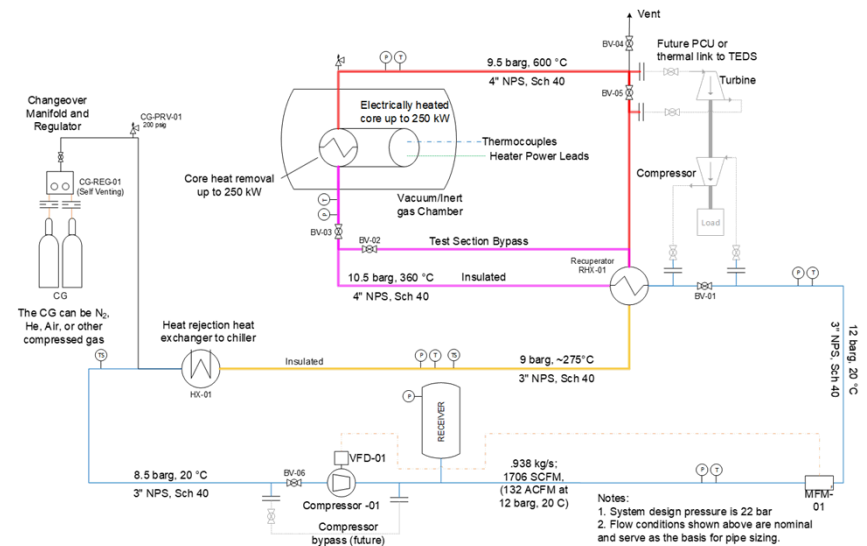 Vent
BV-04
9.5 barg, 600 °C
4" NPS, Sch 40
P
T
Future PCU or
thermal link to TEDS
Turbine
BV-05
Changeover
Manifold and
Regulator
CG-PRV-01
200 psig
Electrically heated
core up to 250 kW
Thermocouples
Heater Power Leads
CG-REG-01
(Self Venting)
Core heat removal
up to 250 kW
Vacuum/Inert
gas Chamber
Compressor
Load
T
P
BV-03
BV-02
Test Section Bypass
Recuperator
RHX-01
10.5 barg, 360 °C
Insulated
4" NPS, Sch 40
BV-01
P
T
CG
The CG can be N₂,
He, Air, or other
compressed gas
Heat rejection heat
exchanger to chiller
12 barg, 20 °C
3" NPS, Sch 40
TS
Insulated
P
T
TS
9 barg, ~275°C
3" NPS, Sch 40
HX-01
P
RECEIVER
VFD-01
8.5 barg, 20 °C
3" NPS, Sch 40
BV-06
Compressor -01
.938 kg/s;
1706 SCFM,
(132 ACFM at
12 barg, 20 C)
P
T
MFM-
01
Compressor
bypass (future)
Notes:
1. System design pressure is 22 bar
2. Flow conditions shown above are nominal
and serve as the basis for pipe sizing.